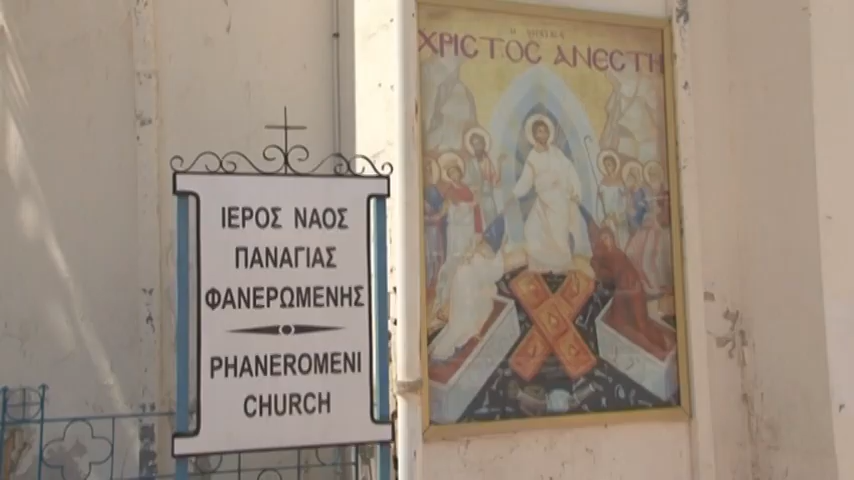 ΙΕΡΟΣ ΝΑΟΣ
ΠΑΝΑΓΙΑΣ
ΦΑΝΕΡΩΜΕΝΗΣ
PHANEROMENI
CHURCH
ΧΡΙΣΤΟΣ ΑΝΕΣΤΗ